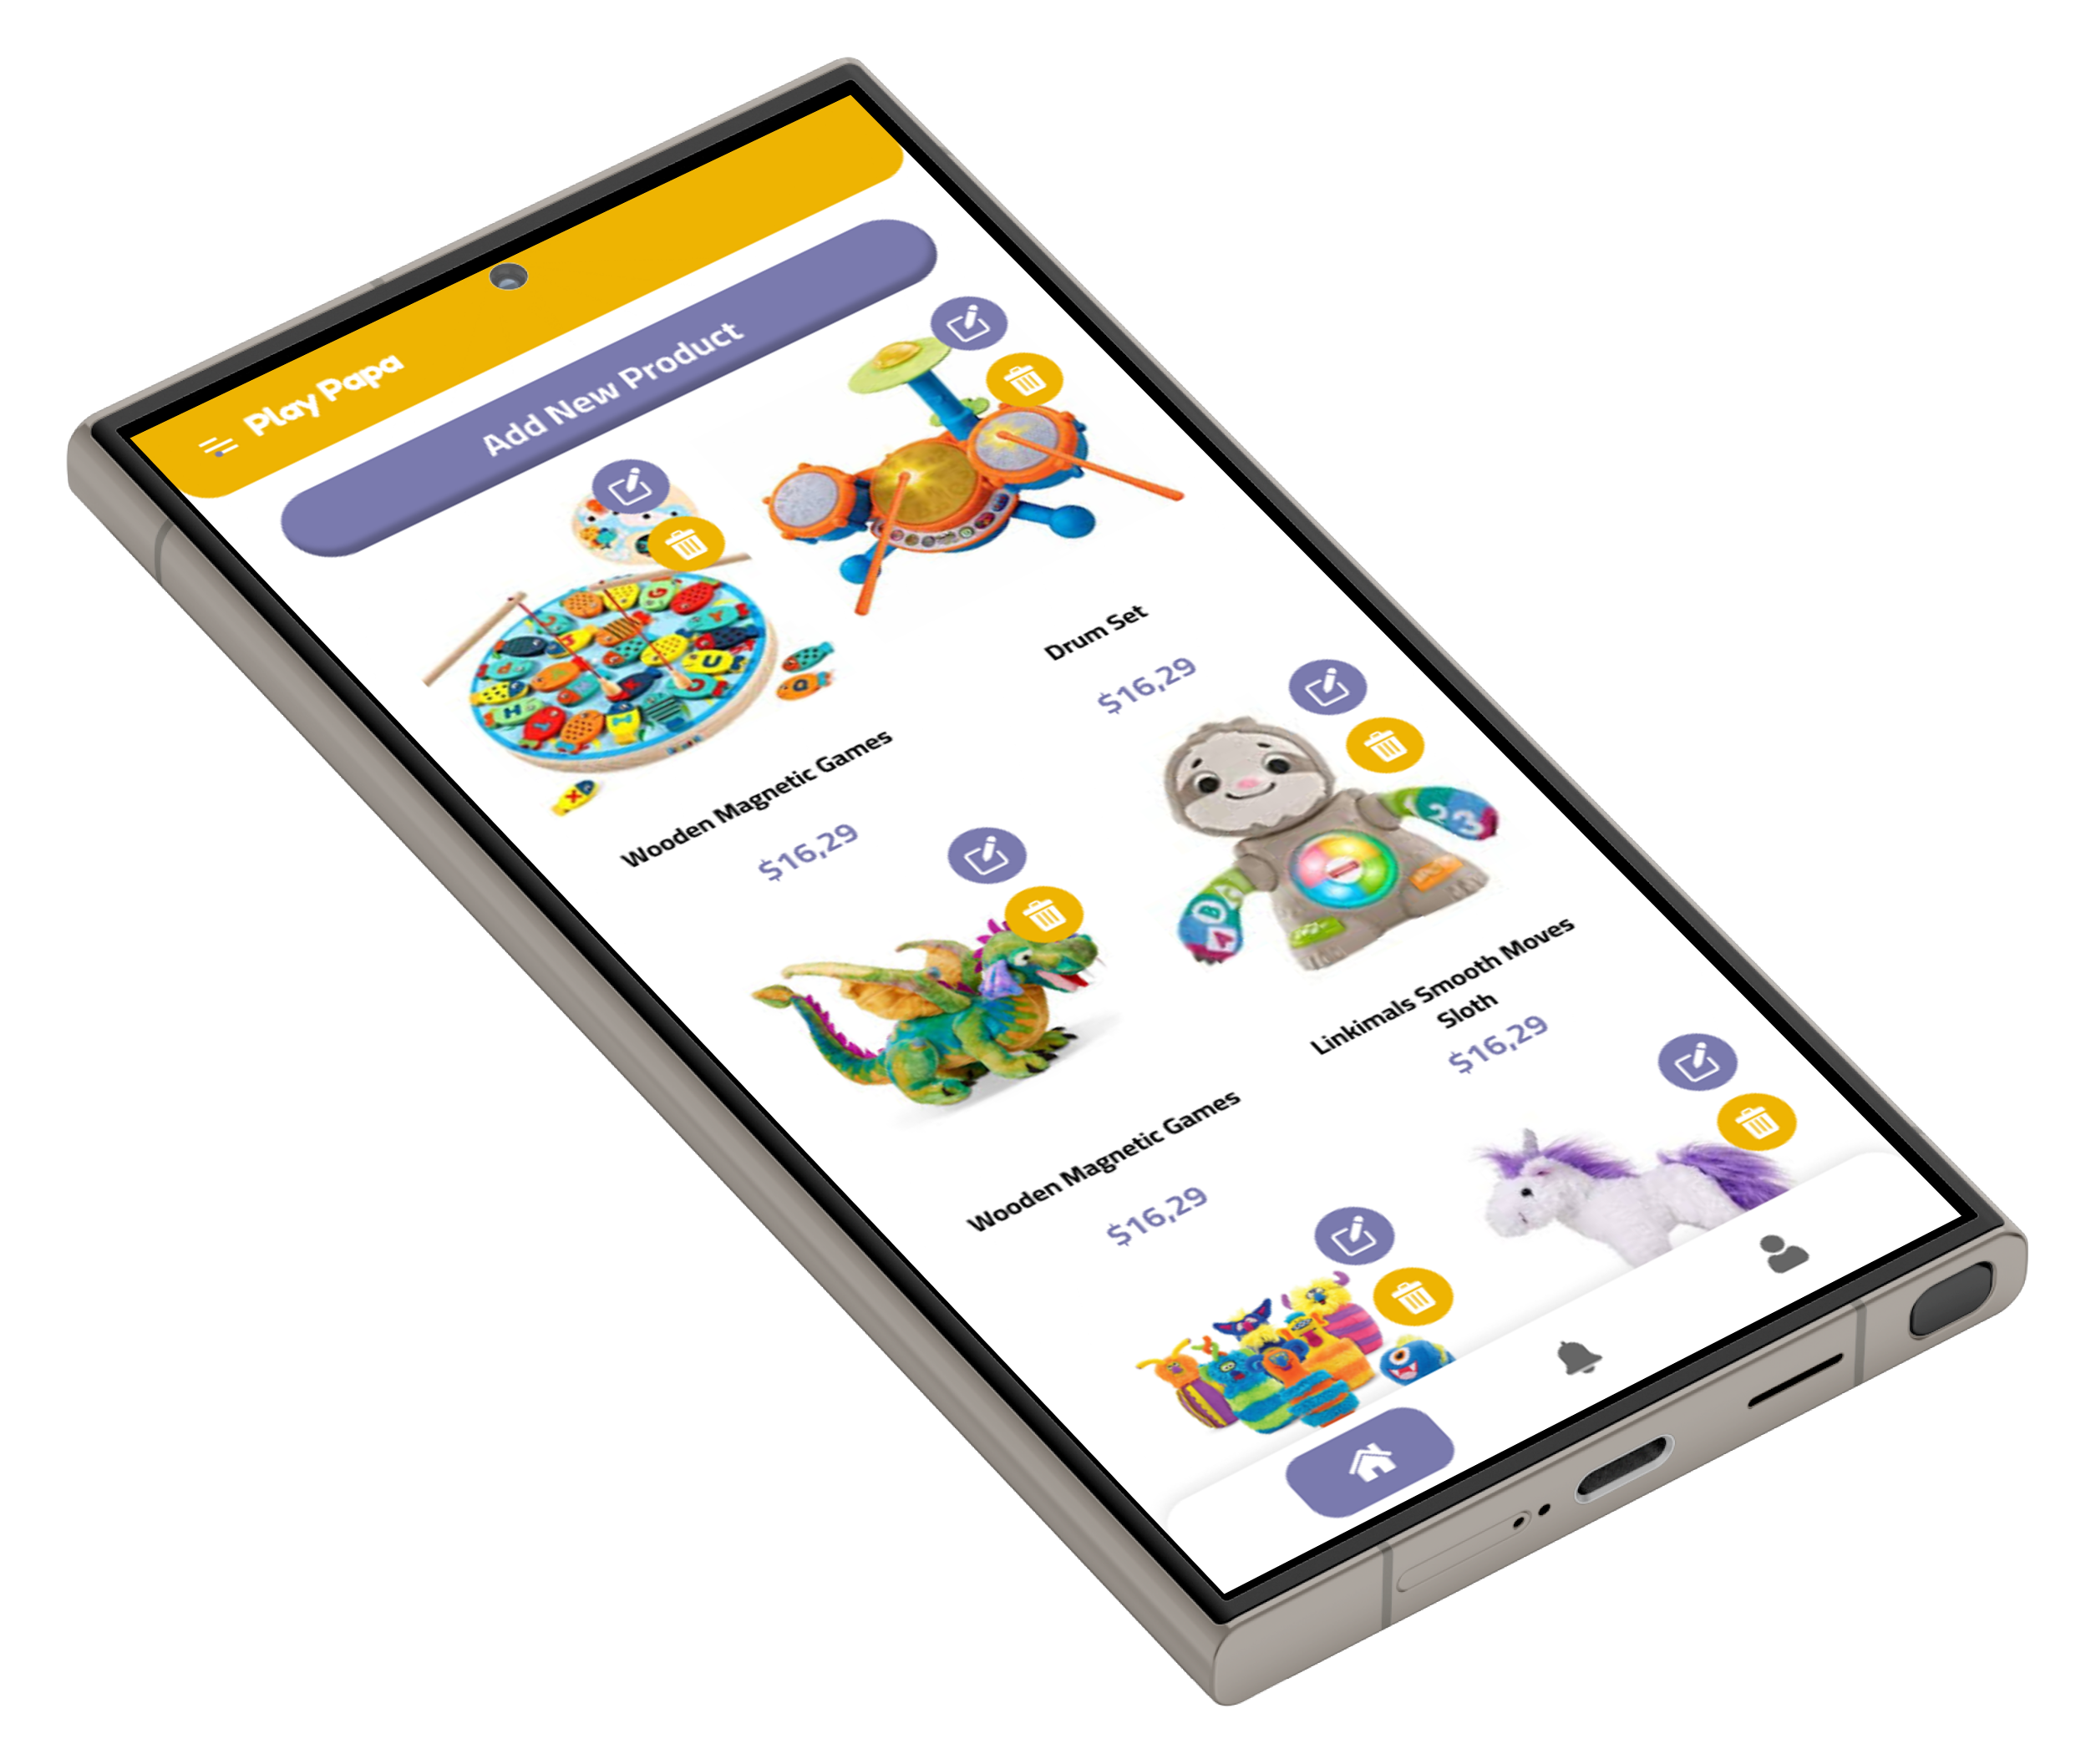 Play Papa
Add New Product
Wooden Magnetic Games
$16,29
Drum Set
$16,29
Wooden Magnetic Games
$16,29
Linkimals Smooth Moves
Sloth
$16,29